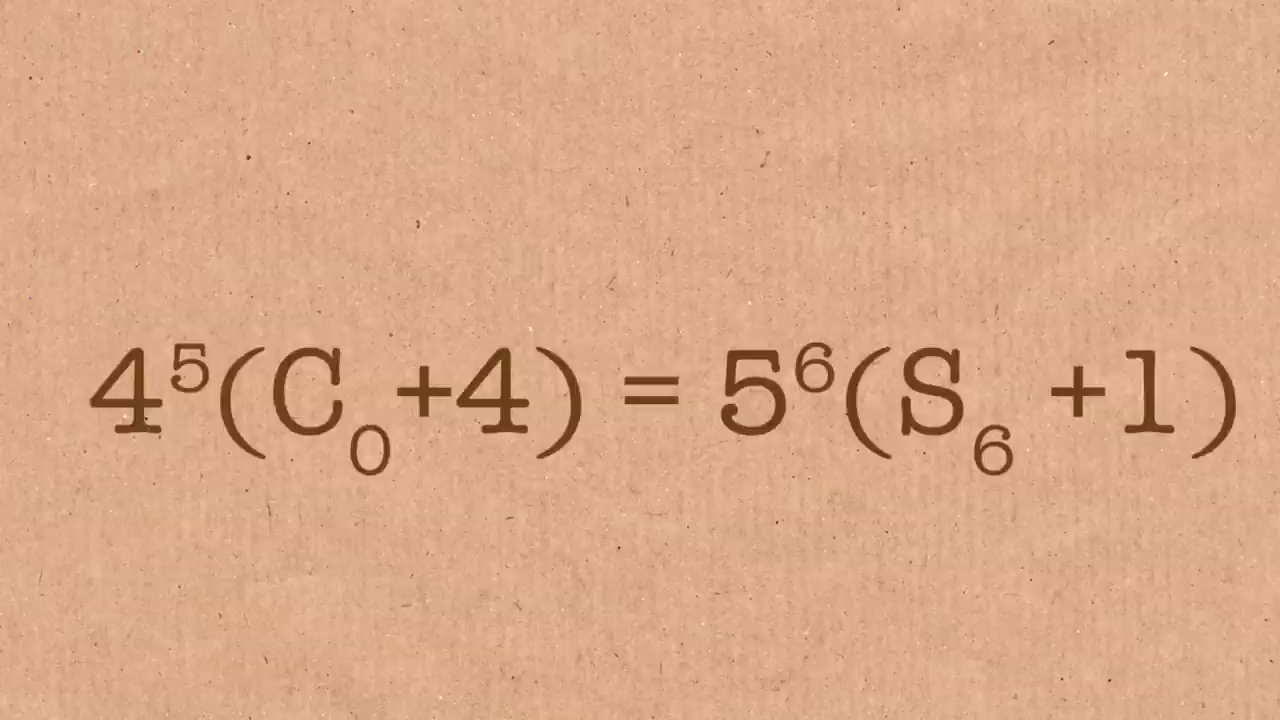 4⁵(C₀+4) = 5⁶(S₆ +1)